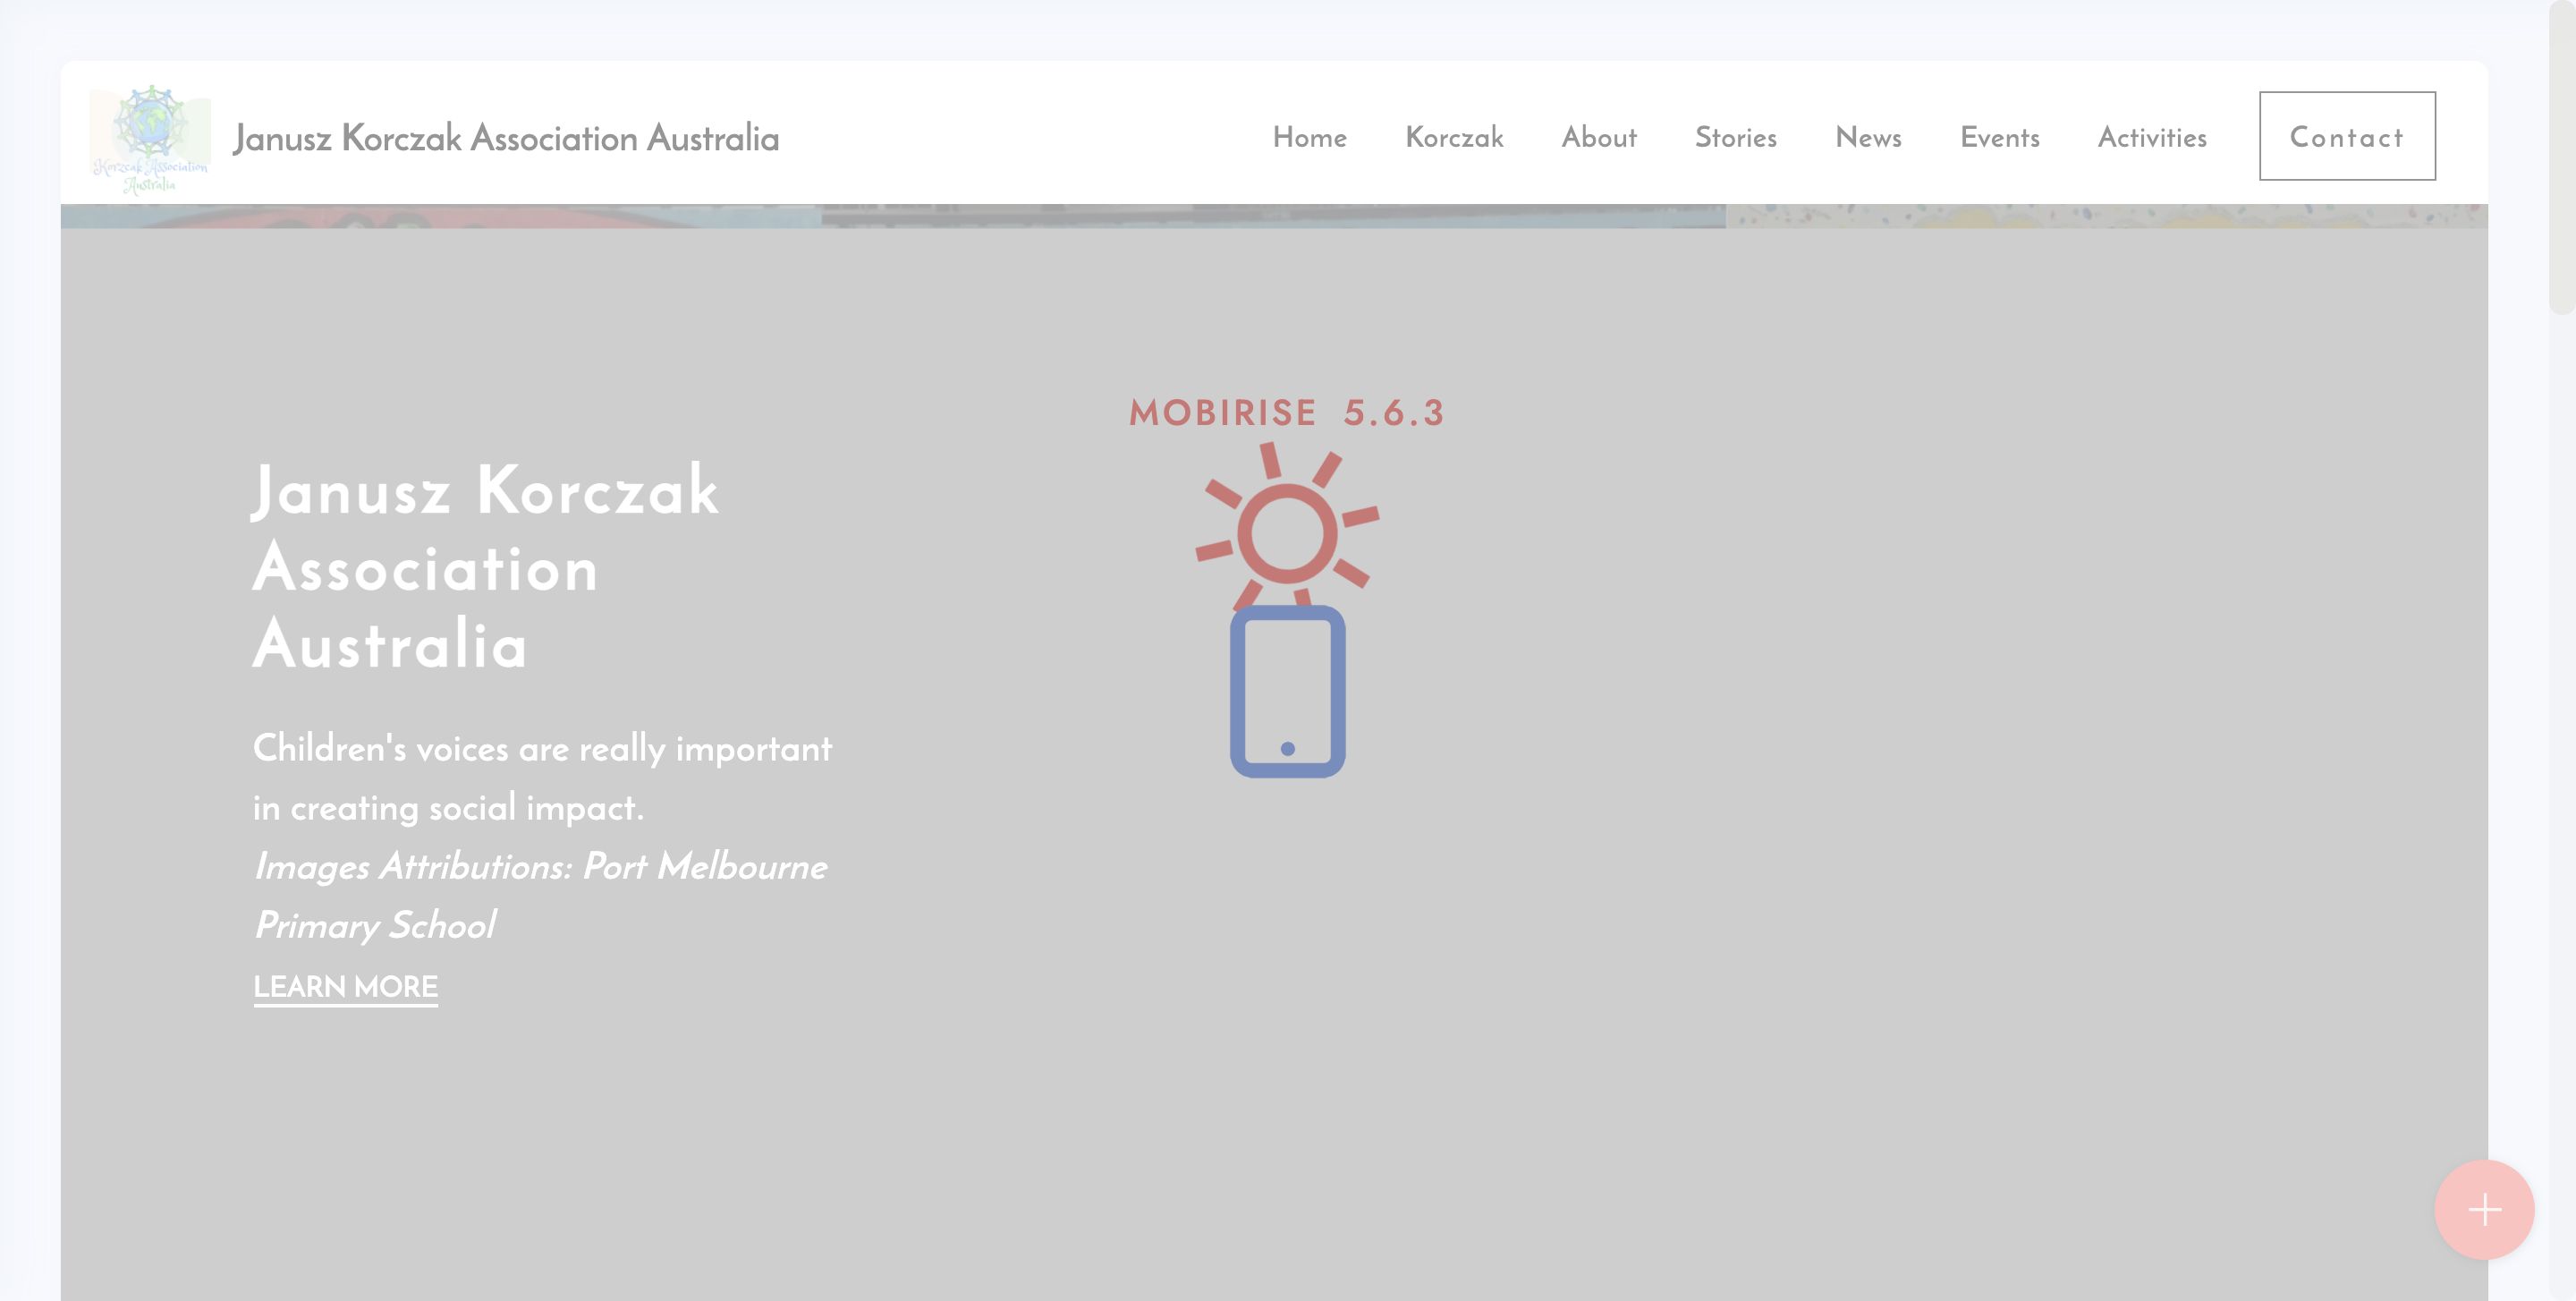 Korzcak Association
Australia
Janusz Korczak Association Australia
Home Korczak About Stories News Events Activities Contact
MOBIRISE 5.6.3
Janusz Korczak
Association
Australia
Children's voices are really important
in creating social impact.
Images Attributions: Port Melbourne
Primary School
LEARN MORE